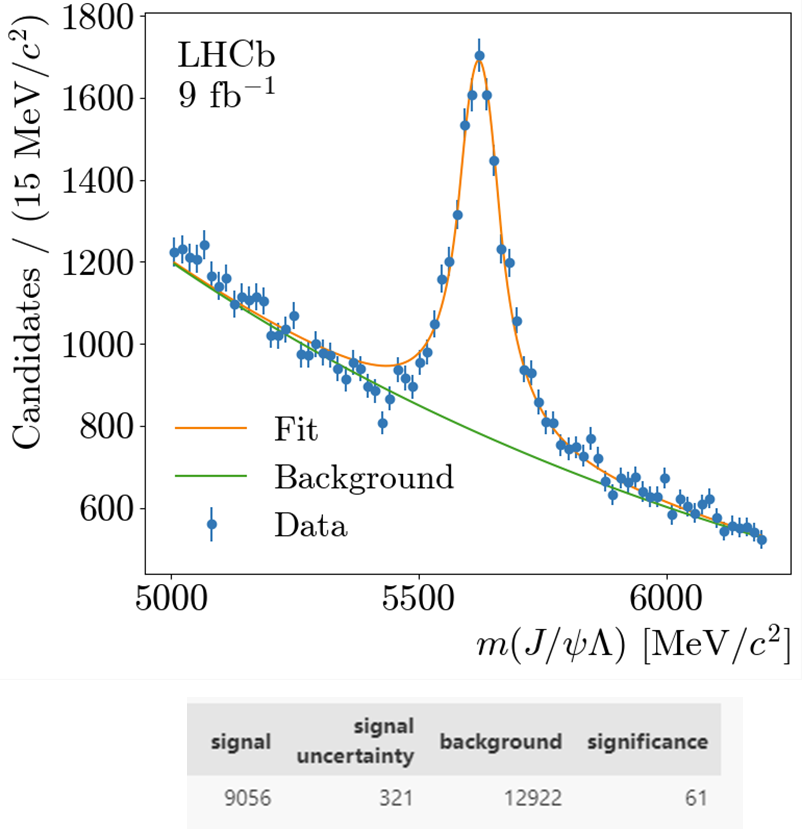 1800
1600
1400
1200
1000
800
600
Candidates / (15 MeV/c²)
LHCb
9 fb⁻¹
Fit
Background
Data
5000 5500 6000
m(J/ψΛ) [MeV/c²]
signal signal uncertainty background significance
9056 321 12922 61